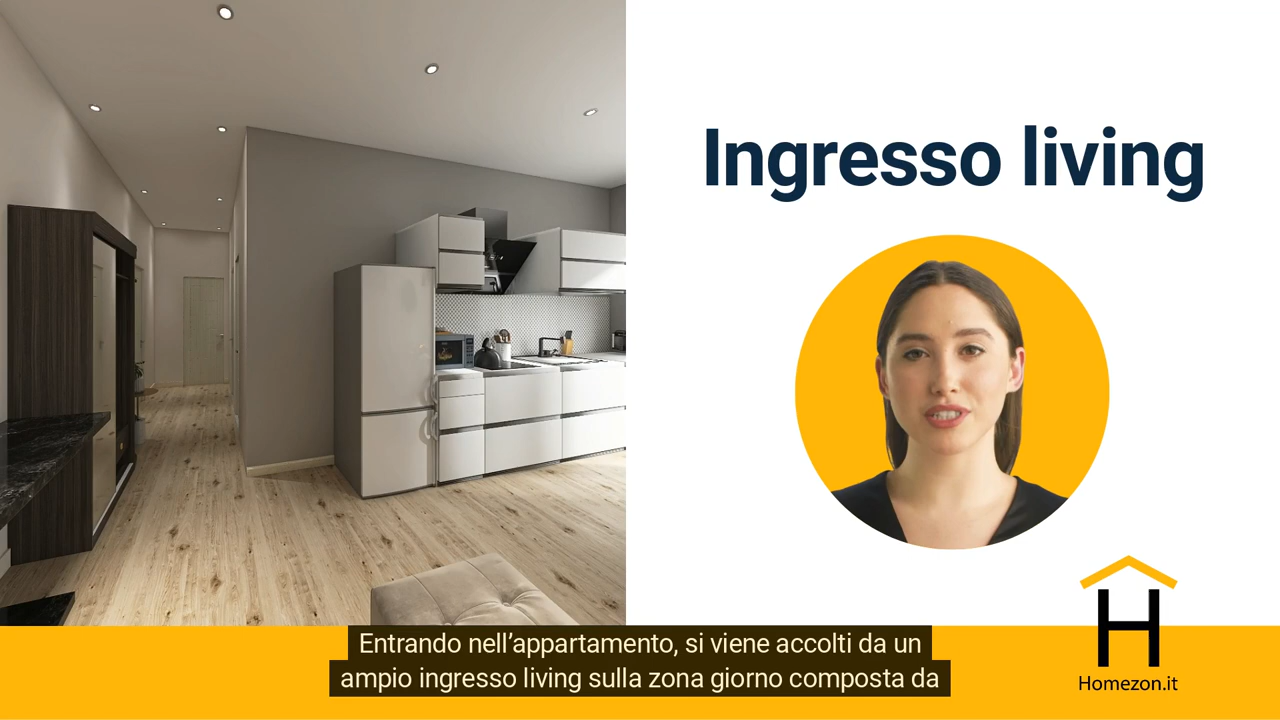 Ingresso living
Entrando nell’appartamento, si viene accolti da un
ampio ingresso living sulla zona giorno composta da
Homezon.it